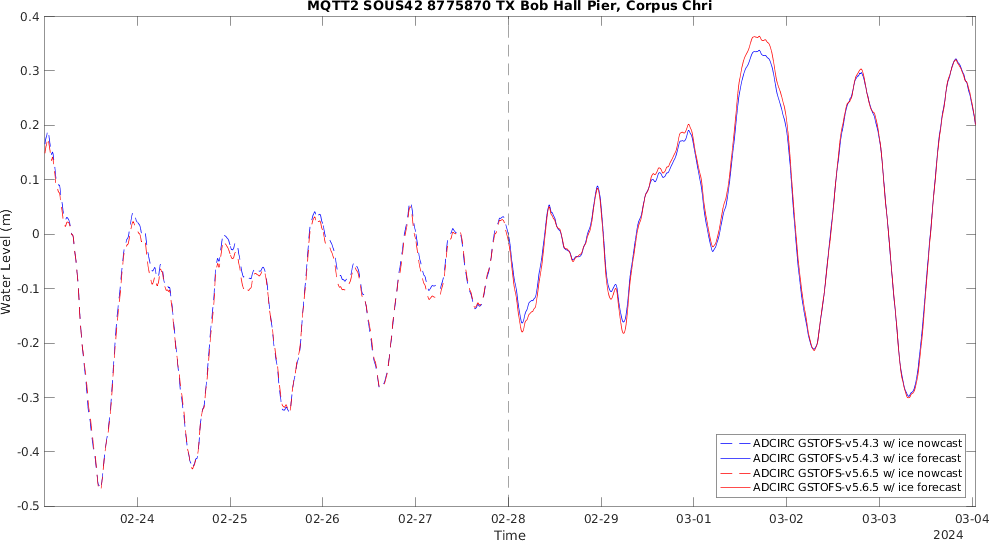 MQTT2 SOUS42 8775870 TX Bob Hall Pier, Corpus Chri
0.4
0.3
0.2
0.1
0
-0.1
-0.2
-0.3
-0.4
-0.5
Water Level (m)
ADCIRC GSTOFS-v5.4.3 w/ ice nowcast
ADCIRC GSTOFS-v5.4.3 w/ ice forecast
ADCIRC GSTOFS-v5.6.5 w/ ice nowcast
ADCIRC GSTOFS-v5.6.5 w/ ice forecast
02-24 02-25 02-26 02-27 02-28 02-29 03-01 03-02 03-03 03-04
Time
2024